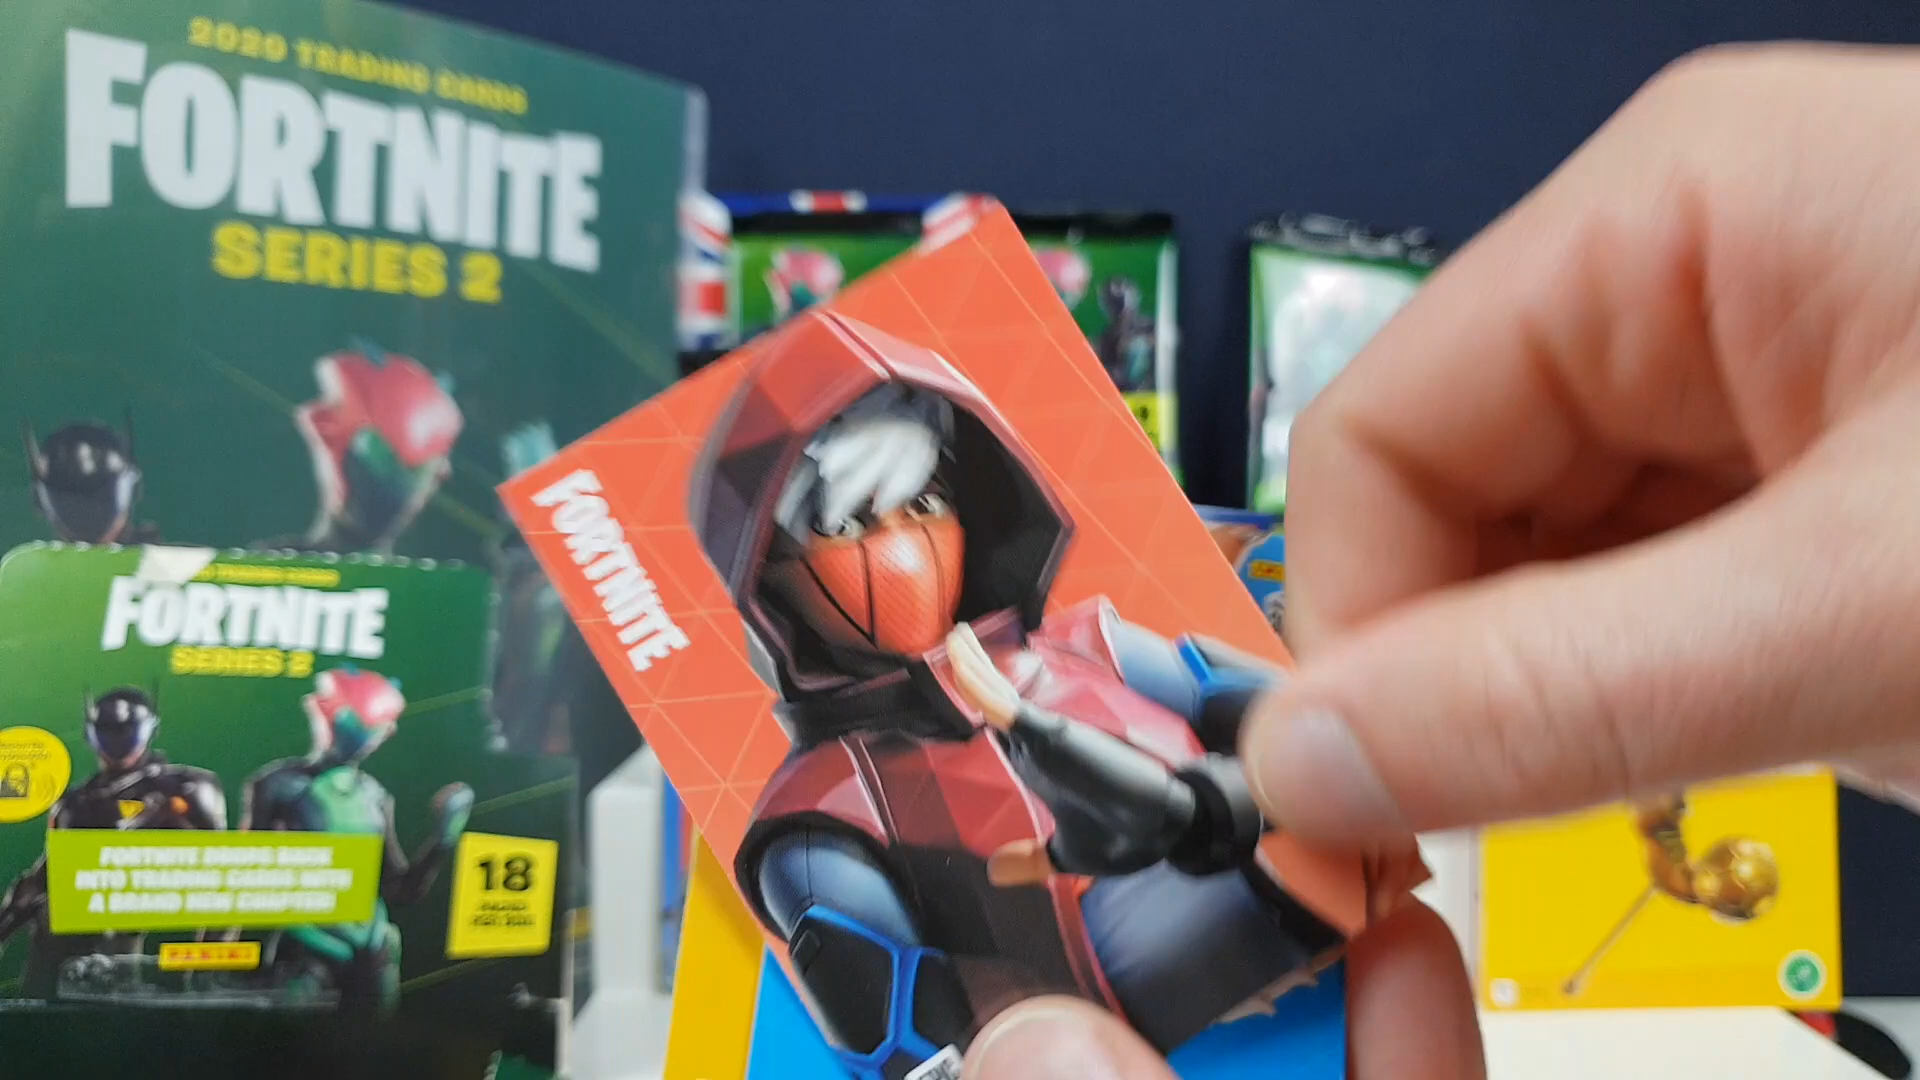 2020 TRADING CARDS
FORTNITE
SERIES 2
FORTNITE
FORTNITE
SERIES 2
FORTNITE DROPS BACK
INTO TRADING CARDS WITH
A BRAND NEW CHAPTER!
18
PANINI
EPIC